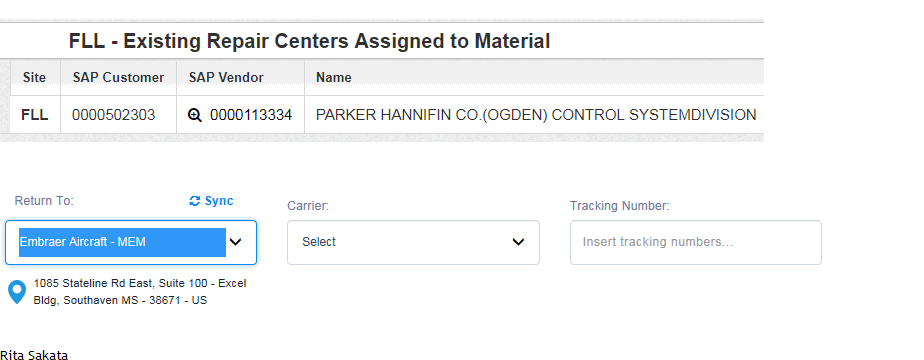 FLL - Existing Repair Centers Assigned to Material
Site SAP Customer SAP Vendor Name
FLL 0000502303 0000113334 PARKER HANNIFIN CO.(OGDEN) CONTROL SYSTEMDIVISION
Return To: Sync Carrier: Tracking Number:
Embraer Aircraft - MEM Select Insert tracking numbers...
1085 Stateline Rd East, Suite 100 - Excel
Bldg, Southaven MS - 38671 - US
Rita Sakata